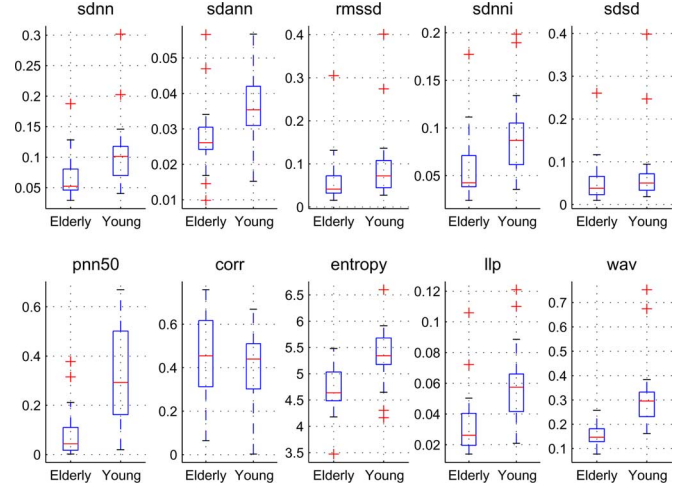 sdnn sdann rmssd sdnni sdsd
0.3 0.25 0.2 0.15 0.1 0.05
0.05 0.04 0.03 0.02 0.01
0.4 0.3 0.2 0.1 0
0.2 0.15 0.1 0.05
0.4 0.3 0.2 0.1 0
Elderly Young Elderly Young Elderly Young Elderly Young Elderly Young
pnn50 corr entropy llp wav
0.6 0.4 0.2 0
0.6 0.4 0.2 0
6.5 6 5.5 5 4.5 4 3.5
0.12 0.1 0.08 0.06 0.04 0.02
0.7 0.6 0.5 0.4 0.3 0.2 0.1
Elderly Young Elderly Young Elderly Young Elderly Young Elderly Young